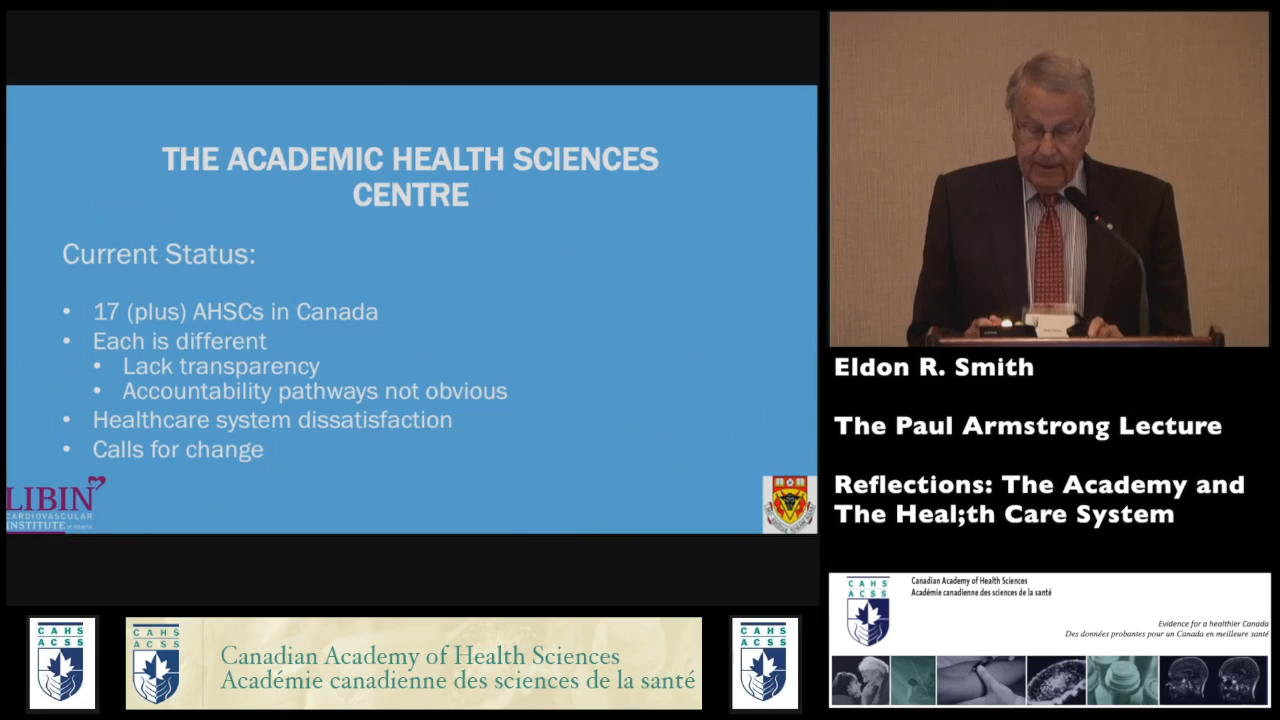 THE ACADEMIC HEALTH SCIENCES
CENTRE
Current Status:
• 17 (plus) AHSCs in Canada
• Each is different
• Lack transparency
• Accountability pathways not obvious
• Healthcare system dissatisfaction
• Calls for change
LIBIN
CARDIOVASCULAR
INSTITUTE of Alberta
Eldon R. Smith
The Paul Armstrong Lecture
Reflections: The Academy and
The Heal;th Care System
CAHS
ACSS
Canadian Academy of Health Sciences
Académie canadienne des sciences de la santé
Evidence for a healthier Canada
Des données probantes pour un Canada en meilleure santé
CAHS
ACSS
CAHS
ACSS
Canadian Academy of Health Sciences
Académie canadienne des sciences de la santé
CAHS
ACSS